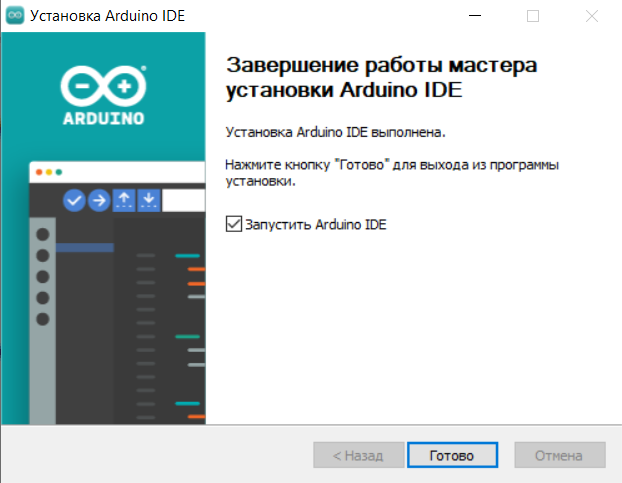 Установка Arduino IDE
ARDUINO
Завершение работы мастера
установки Arduino IDE
Установка Arduino IDE выполнена.
Нажмите кнопку "Готово" для выхода из программы
установки.
Запустить Arduino IDE
< Назад
Готово
Отмена